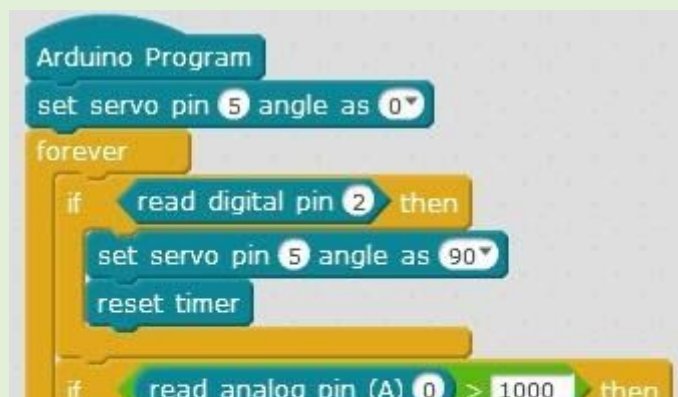 Arduino Program
set servo pin 5 angle as 0
forever
if read digital pin 2 then
set servo pin 5 angle as 90
reset timer
if read analog pin (A) 0 > 1000 then